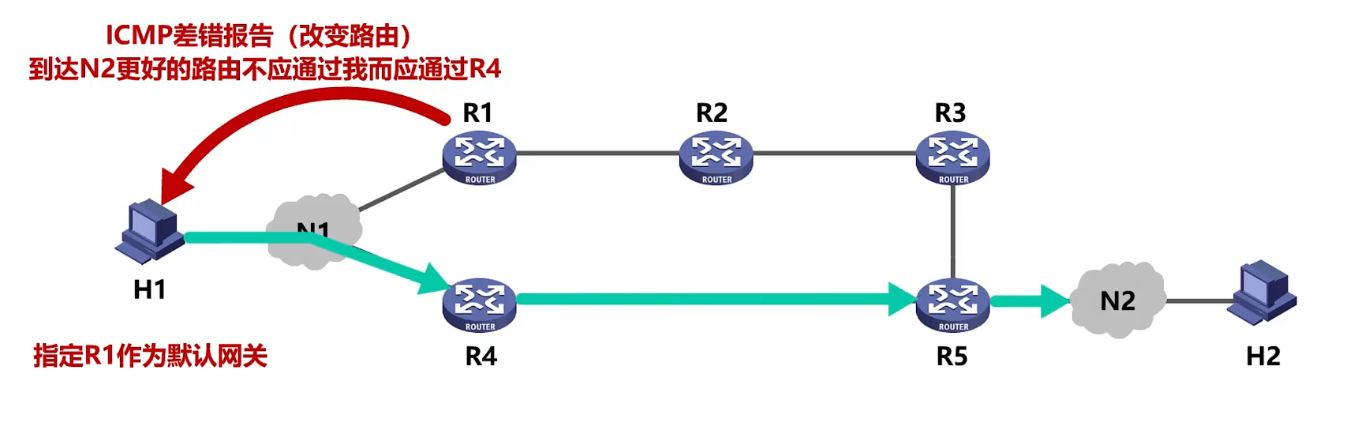 ICMP差错报告（改变路由）
到达N2更好的路由不应通过我而应通过R4
R1
R2
R3
ROUTER
ROUTER
ROUTER
N1
H1
ROUTER
ROUTER
N2
R4
R5
H2
指定R1作为默认网关